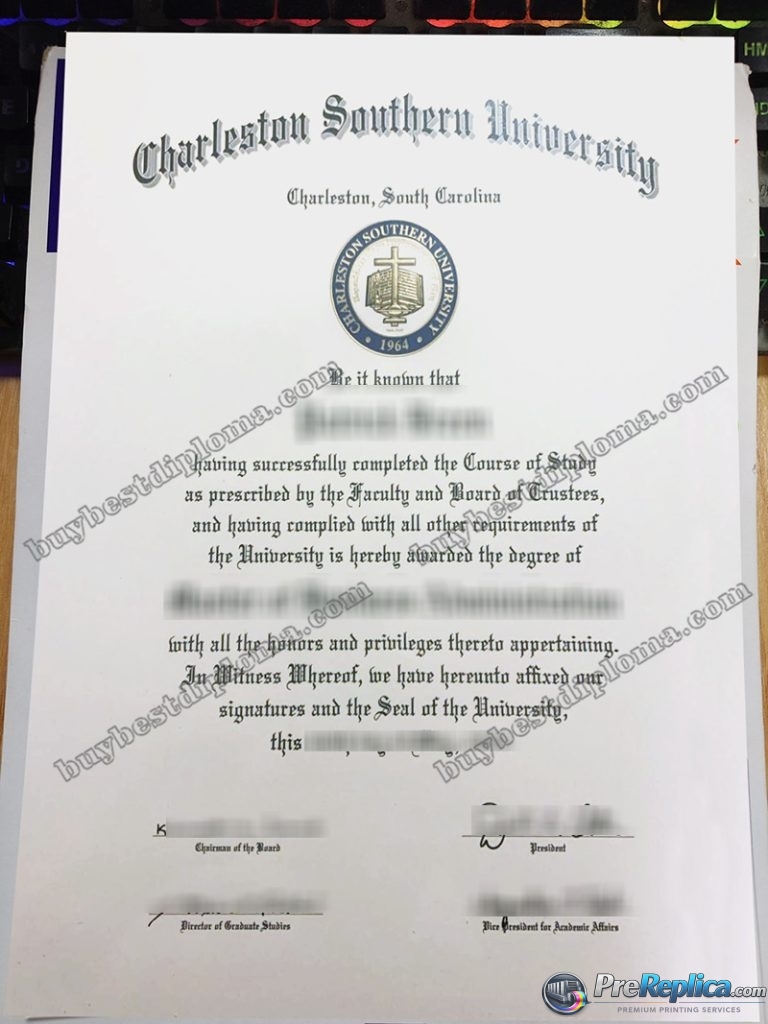 HM
Charleston Southern University
Charleston, South Carolina
CHARLESTON SOUTHERN UNIVERSITY
1964
Be it known that
having successfully completed the Course of Study
as prescribed by the Faculty and Board of Trustees,
and having complied with all other requirements of
the University is hereby awarded the degree of
with all the honors and privileges thereto appertaining.
In Witness Whereof, we have hereunto affixed our
signatures and the Seal of the University,
this
Chairman of the Board
President
Director of Graduate Studies
Vice President for Academic Affairs
buybestdiploma.com
buybestdiploma.com
buybestdiploma.com
buybestdiploma.com
PreReplica.com
PREMIUM PRINTING SERVICES